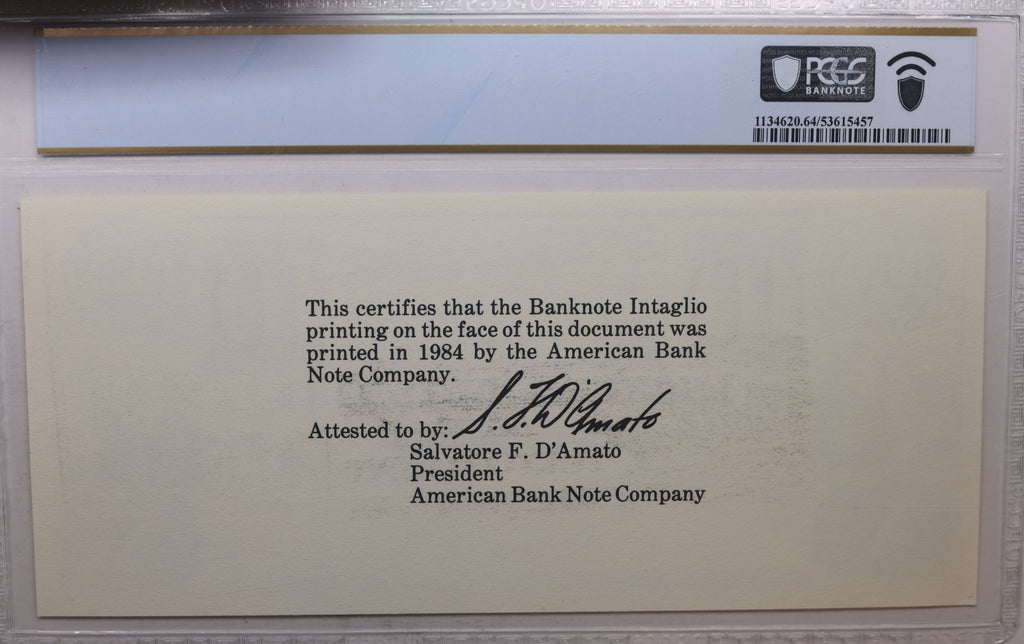 PCGS
BANKNOTE
1134620.64/53615457
This certifies that the Banknote Intaglio
printing on the face of this document was
printed in 1984 by the American Bank
Note Company.
Attested to by: S. F. D'Amato
Salvatore F. D'Amato
President
American Bank Note Company